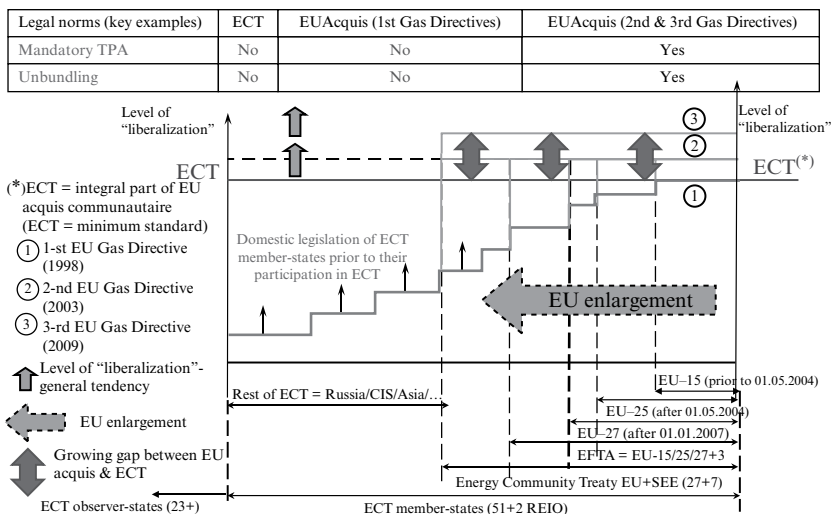 Legal norms (key examples) ECT EUAcquis (1st Gas Directives) EUAcquis (2nd & 3rd Gas Directives)
Mandatory TPA No No Yes
Unbundling No No Yes
Level of
“liberalization”
Level of
“liberalization”
3
2
ECT
ECT(*)
1
(*)ECT = integral part of EU
acquis communautaire
(ECT = minimum standard)
1 1-st EU Gas Directive
(1998)
2 2-nd EU Gas Directive
(2003)
3 3-rd EU Gas Directive
(2009)
Level of “liberalization”-
general tendency
EU enlargement
Growing gap between EU
acquis & ECT
Domestic legislation of ECT
member-states prior to their
participation in ECT
EU enlargement
EU–15 (prior to 01.05.2004)
Rest of ECT = Russia/CIS/Asia/…
EU–25 (after 01.05.2004)
EU–27 (after 01.01.2007)
EFTA = EU-15/25/27+3
Energy Community Treaty EU+SEE (27+7)
ECT observer-states (23+)
ECT member-states (51+2 REIO)